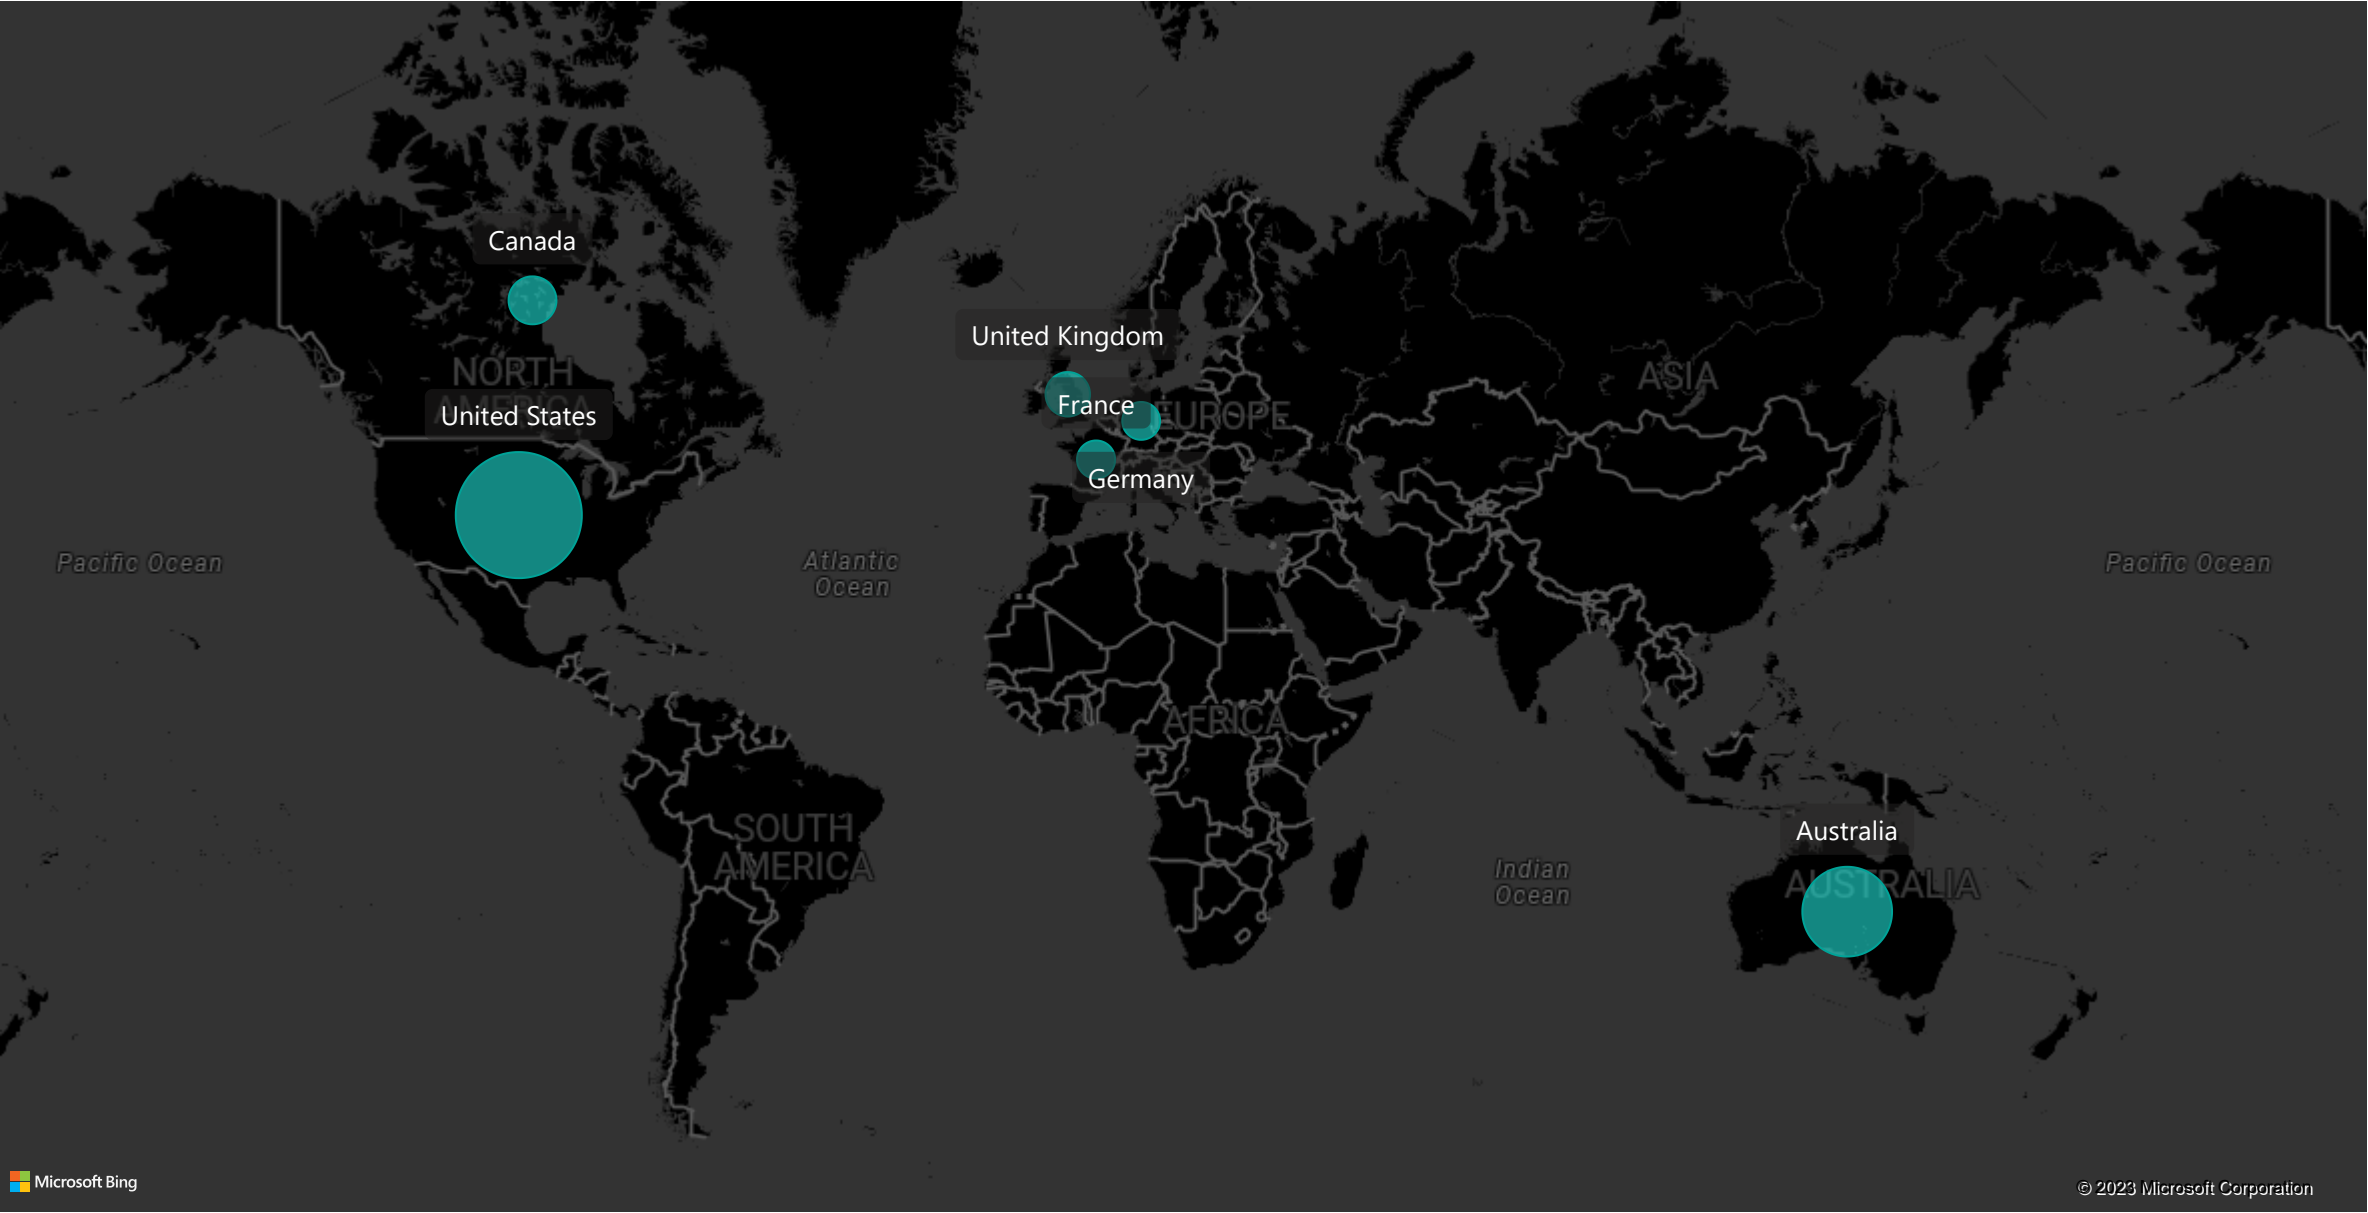 Canada
United Kingdom
NORTH
AMERICA
United States
ASIA
France
EUROPE
Germany
Pacific Ocean
Atlantic
Ocean
Pacific Ocean
AFRICA
SOUTH
AMERICA
Indian
Ocean
Australia
AUSTRALIA
Microsoft Bing
© 2023 Microsoft Corporation